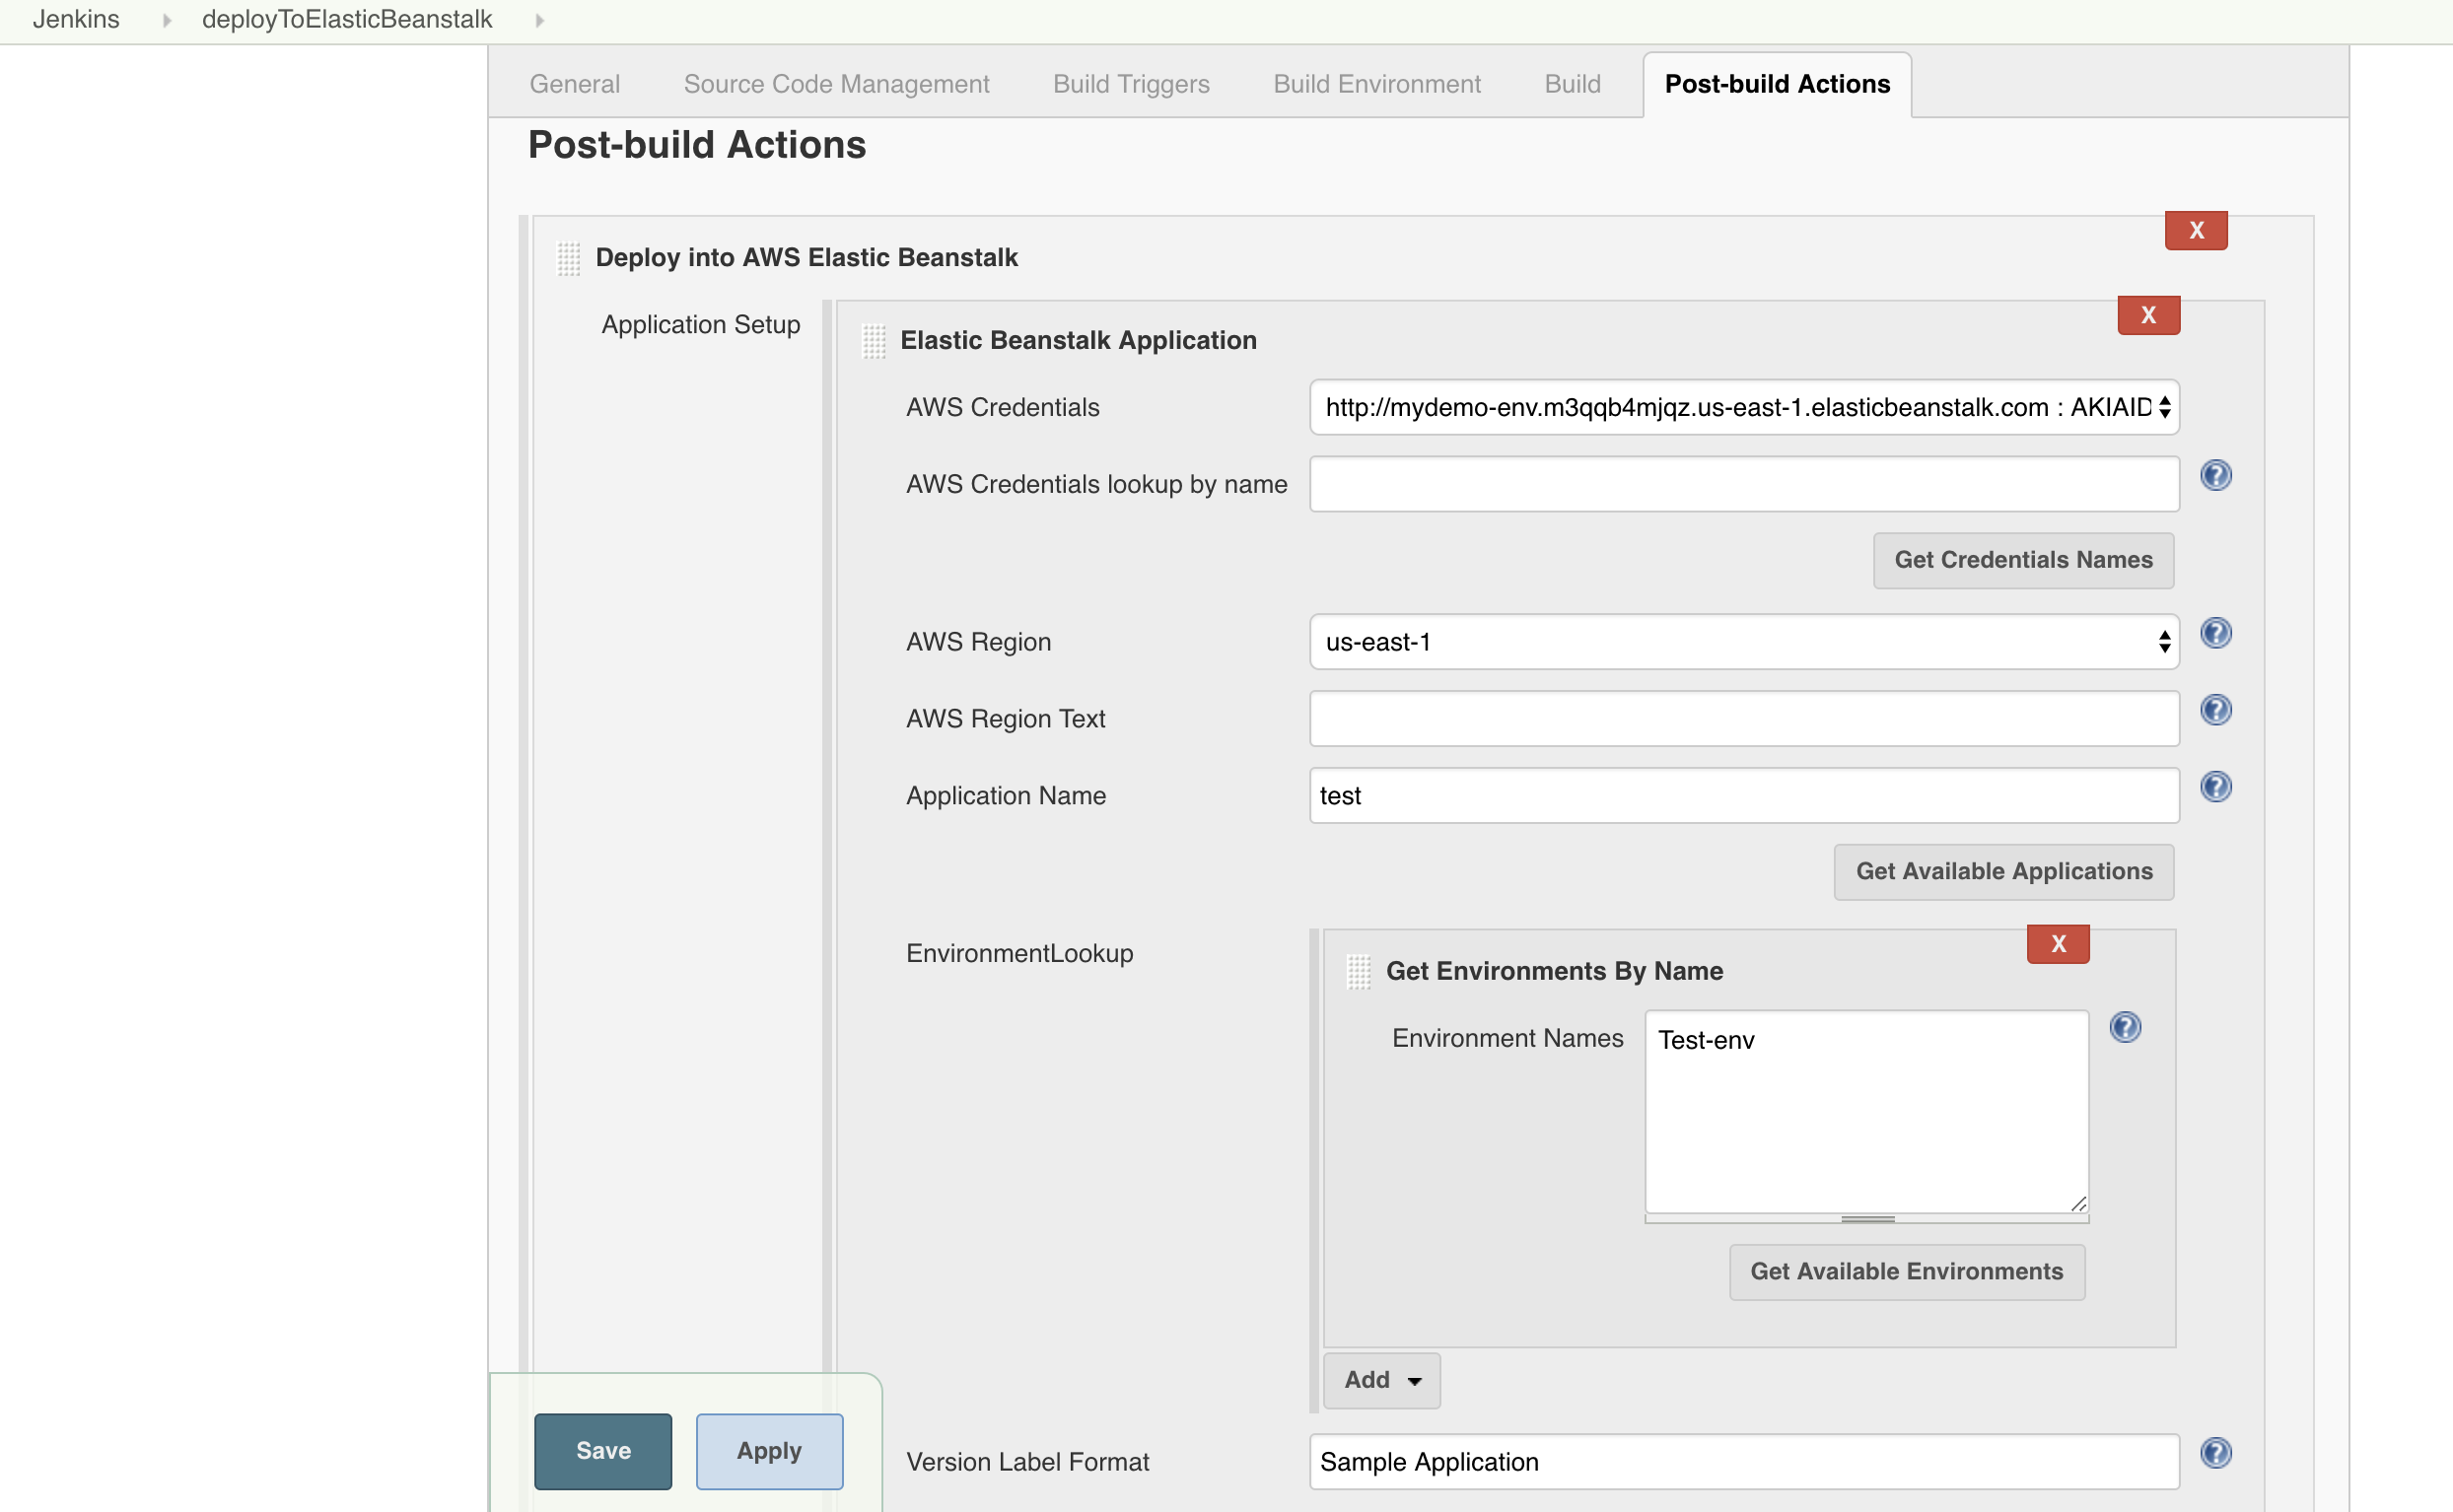 Jenkins deployToElasticBeanstalk
General Source Code Management Build Triggers Build Environment Build Post-build Actions
Post-build Actions
X
Deploy into AWS Elastic Beanstalk
X
Application Setup
Elastic Beanstalk Application
AWS Credentials http://mydemo-env.m3qqb4mjqz.us-east-1.elasticbeanstalk.com : AKIAID
AWS Credentials lookup by name ?
Get Credentials Names
AWS Region us-east-1 ?
AWS Region Text ?
Application Name test ?
Get Available Applications
X
EnvironmentLookup
Get Environments By Name
Environment Names Test-env ?
Get Available Environments
Add
Save Apply
Version Label Format Sample Application ?